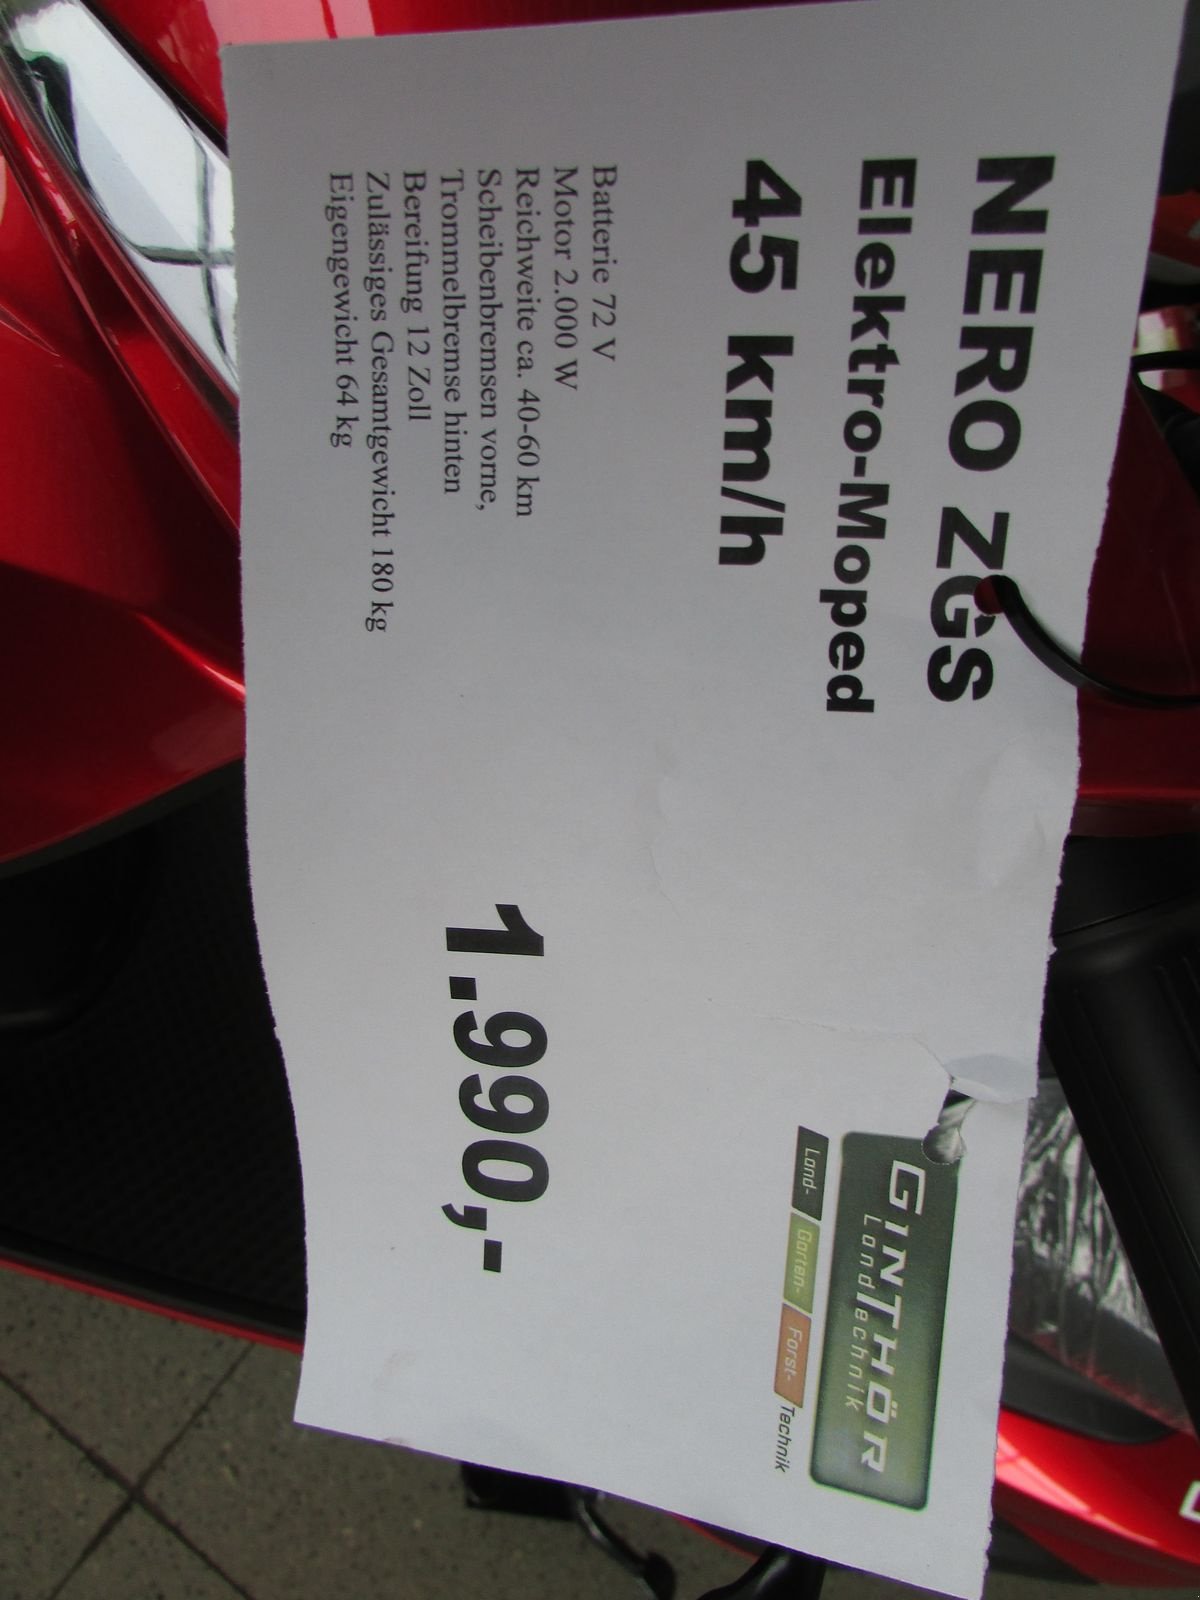 NERO ZGS
Elektro-Moped
45 km/h
GINTHÖR
Landtechnik
Land- Garten- Forst- Technik
Batterie 72 V
Motor 2.000 W
Reichweite ca. 40-60 km
Scheibenbremsen vorne,
Trommelbremse hinten
Bereifung 12 Zoll
Zulässiges Gesamtgewicht 180 kg
Eigengewicht 64 kg
1.990,-